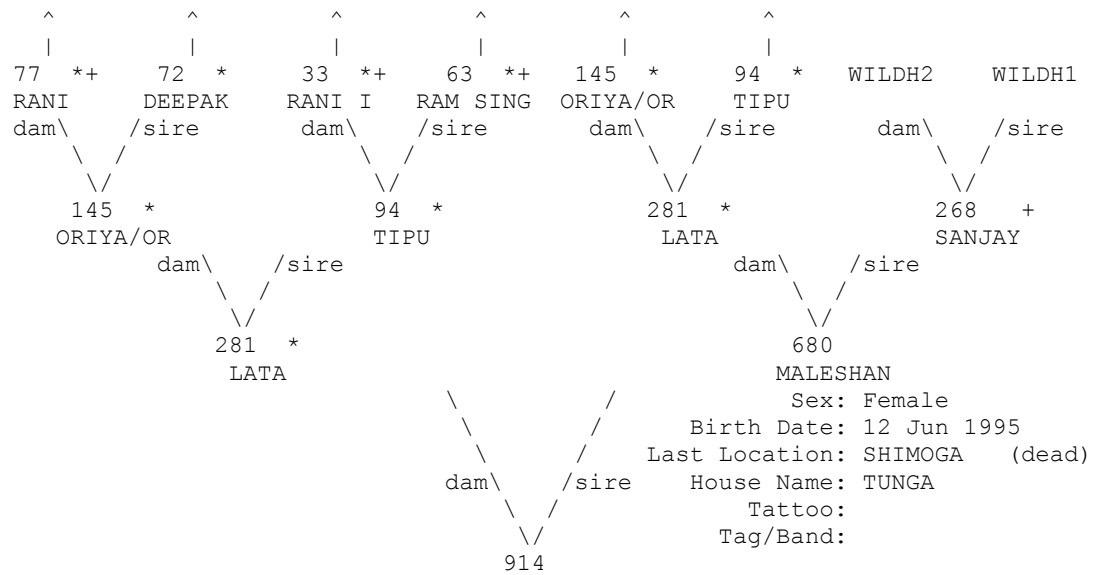 ^ ^ ^ ^ ^ ^
| | | | | |
77 *+ 72 * 33 *+ 63 *+ 145 * 94 * WILDH2 WILDH1
RANI DEEPAK RANI I RAM SING ORIYA/OR TIPU
dam\ /sire dam\ /sire dam\ /sire dam\ /sire
\ / \ / \ / \ /
\/ \/ \/ \/
145 * 94 * 281 * 268 +
ORIYA/OR TIPU LATA SANJAY
dam\ /sire dam\ /sire
\ / \ /
\/ \/
281 * 680
LATA MALESHAN
\ / Sex: Female
\ / Birth Date: 12 Jun 1995
\ / Last Location: SHIMOGA (dead)
dam\ /sire House Name: TUNGA
\ / Tattoo:
\/ Tag/Band:
914